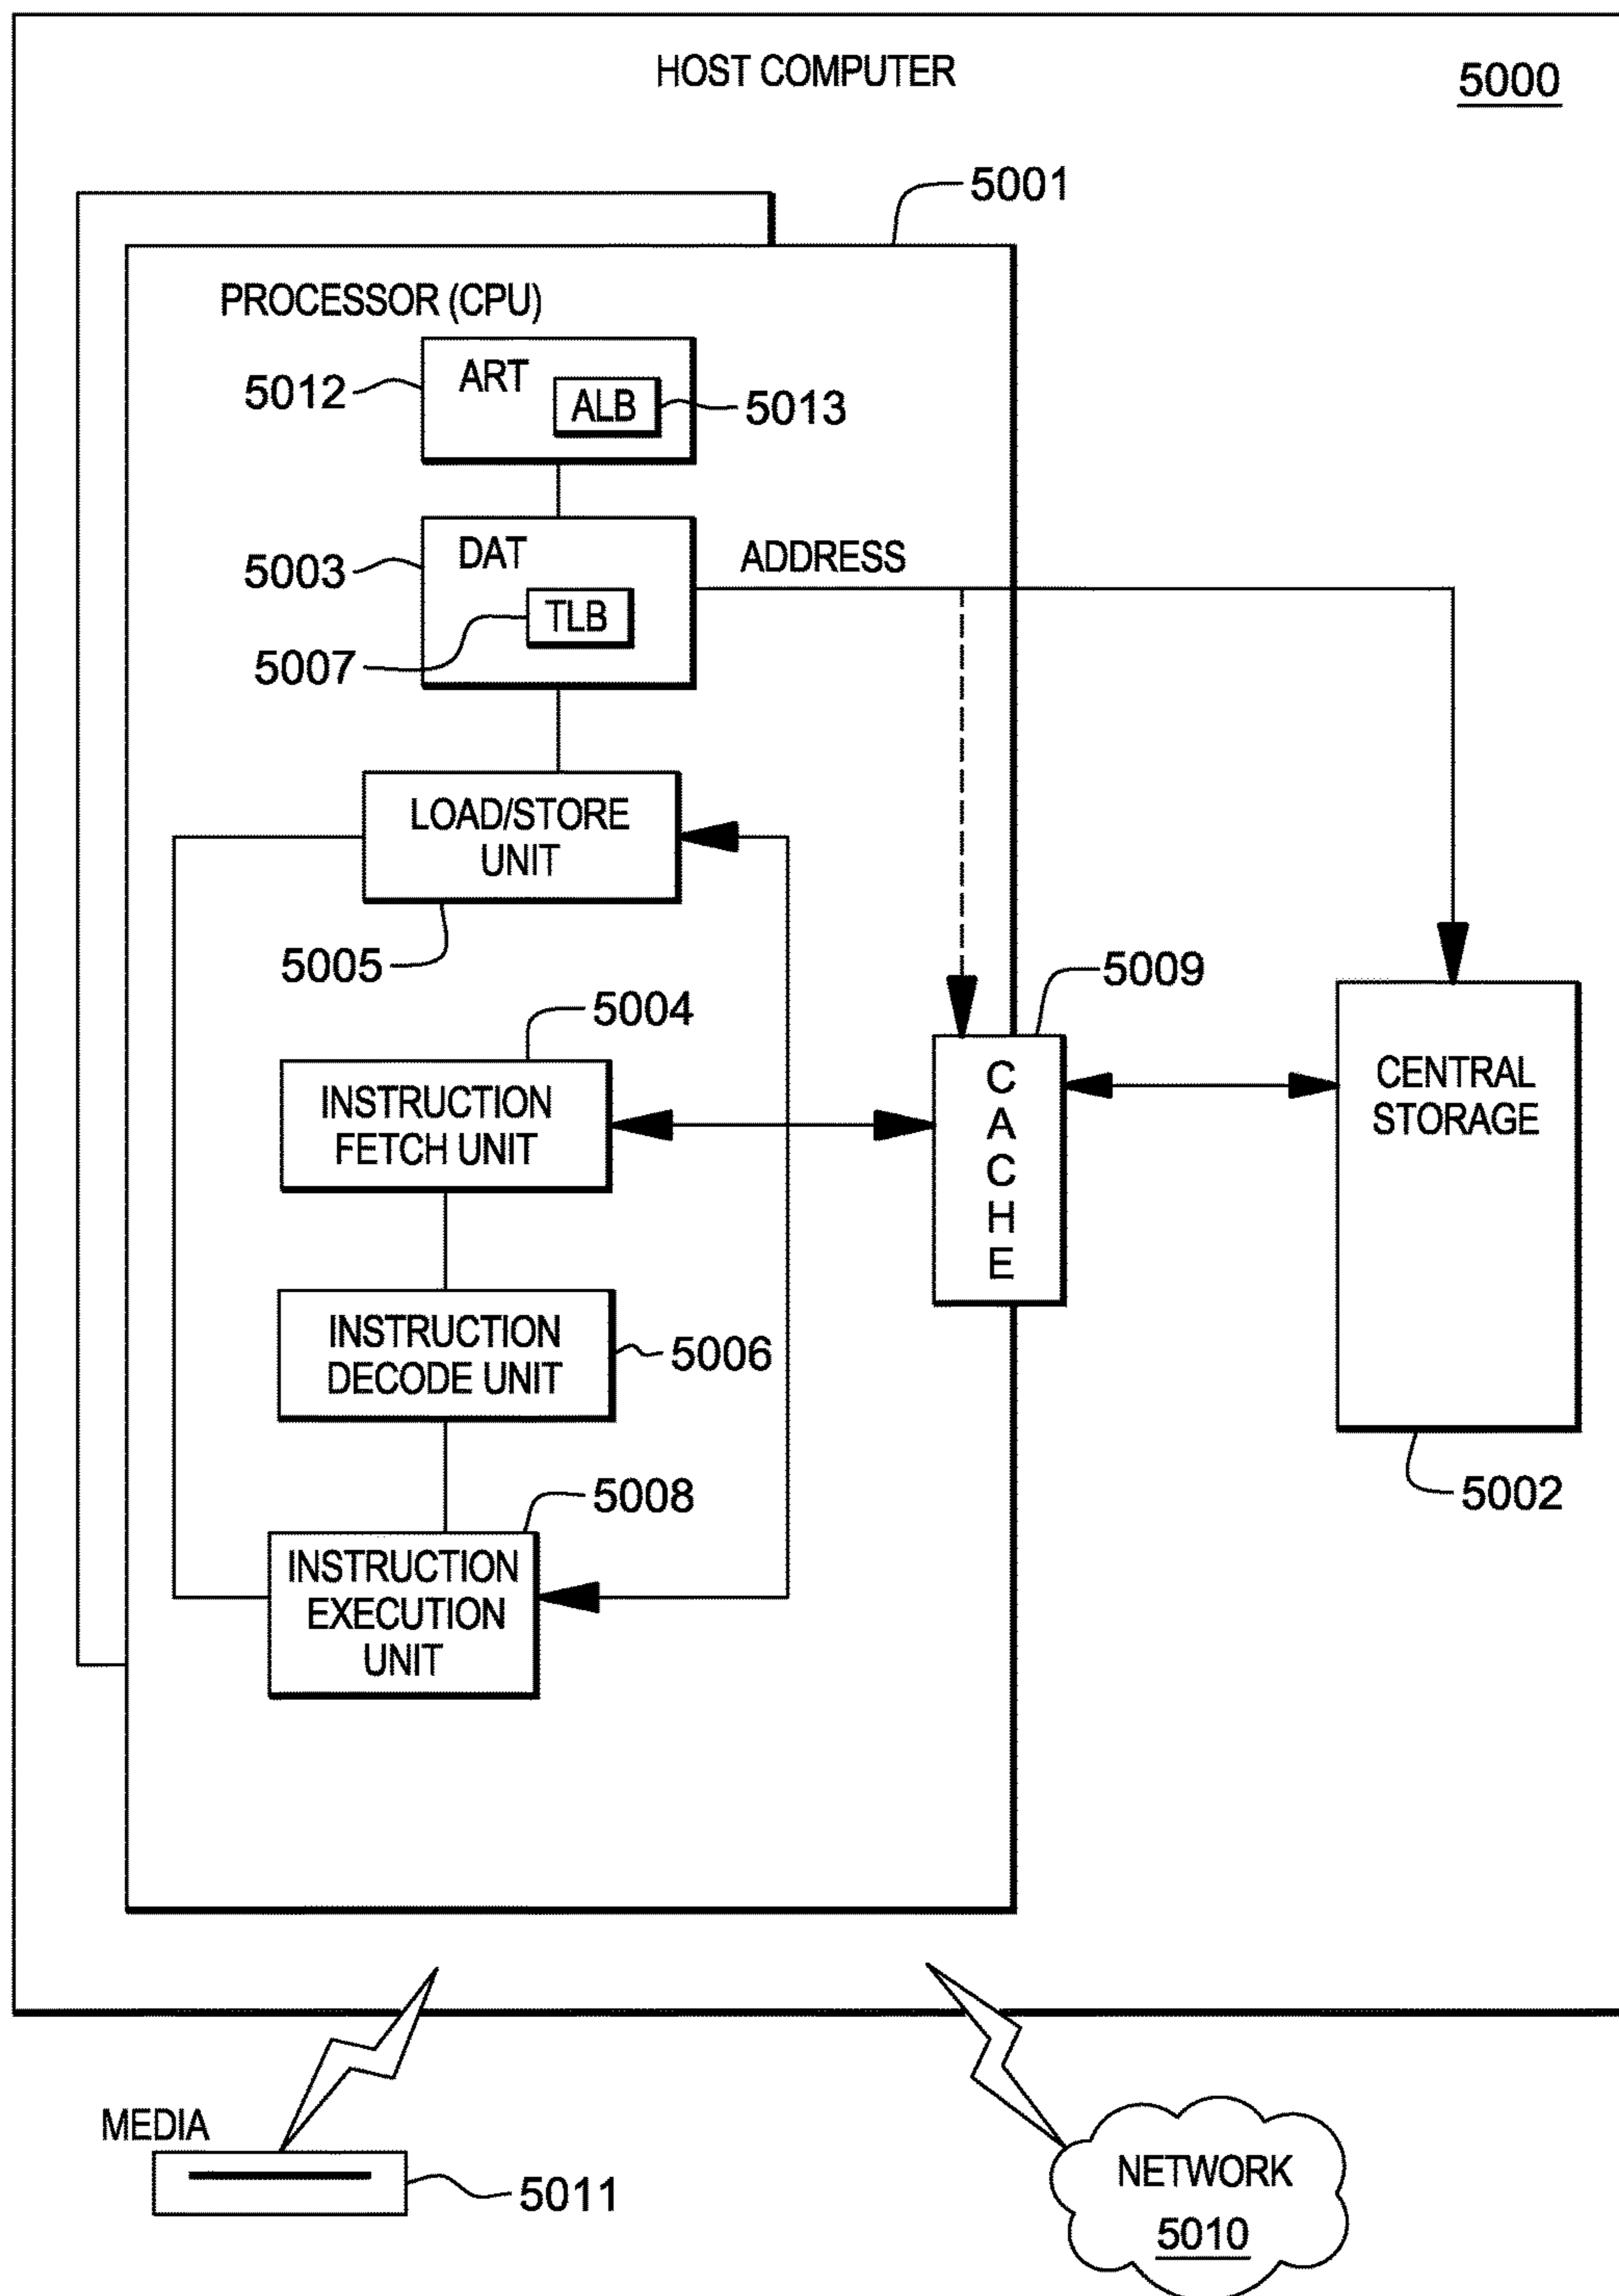 HOST COMPUTER
5000
5001
PROCESSOR (CPU)
ART
5012
ALB
5013
DAT
ADDRESS
5003
TLB
5007
LOAD/STORE
UNIT
5005
5009
5004
C
A
C
H
E
CENTRAL
STORAGE
INSTRUCTION
FETCH UNIT
INSTRUCTION
DECODE UNIT
5006
5002
5008
INSTRUCTION
EXECUTION
UNIT
MEDIA
5011
NETWORK
5010